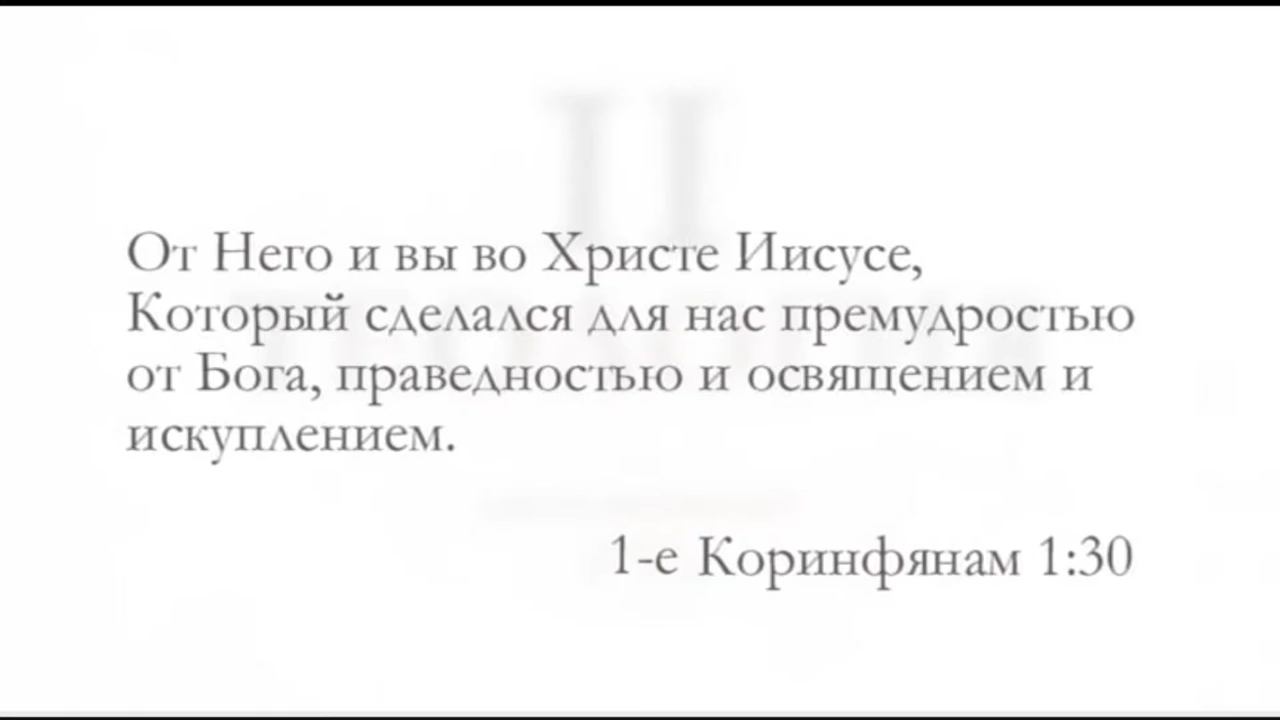 От Него и вы во Христе Иисусе,
Который сделался для нас премудростью
от Бога, праведностью и освящением и
искуплением.
1-е Коринфянам 1:30